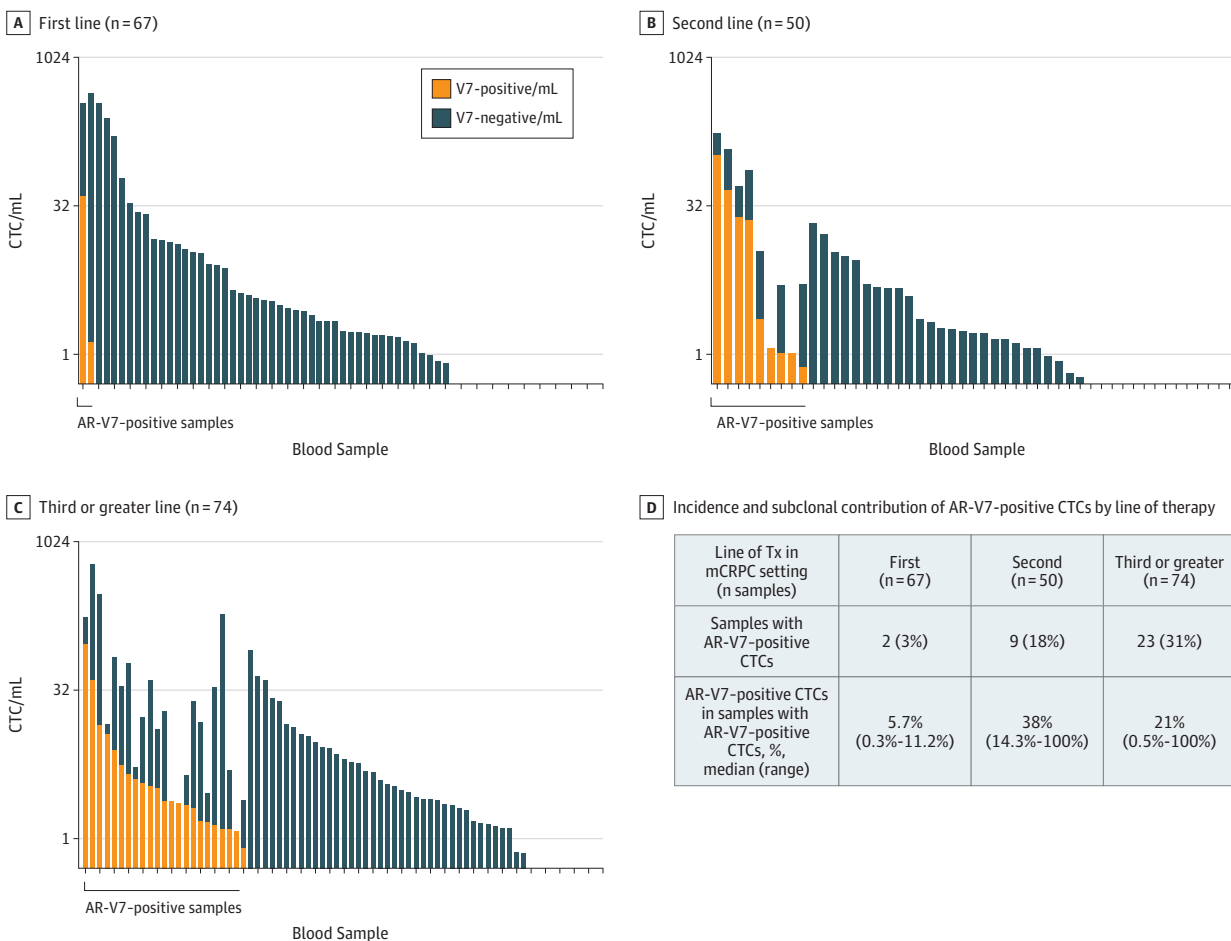 A First line (n=67)
1024
32
1
CTC/mL
V7-positive/mL
V7-negative/mL
AR-V7-positive samples
Blood Sample
B Second line (n=50)
1024
32
1
CTC/mL
AR-V7-positive samples
Blood Sample
C Third or greater line (n=74)
1024
32
1
CTC/mL
AR-V7-positive samples
Blood Sample
D Incidence and subclonal contribution of AR-V7-positive CTCs by line of therapy
Line of Tx in
mCRPC setting
(n samples)
First
(n=67)
Second
(n=50)
Third or greater
(n=74)
Samples with
AR-V7-positive
CTCs
2 (3%)
9 (18%)
23 (31%)
AR-V7-positive CTCs
in samples with
AR-V7-positive
CTCs, %,
median (range)
5.7%
(0.3%-11.2%)
38%
(14.3%-100%)
21%
(0.5%-100%)